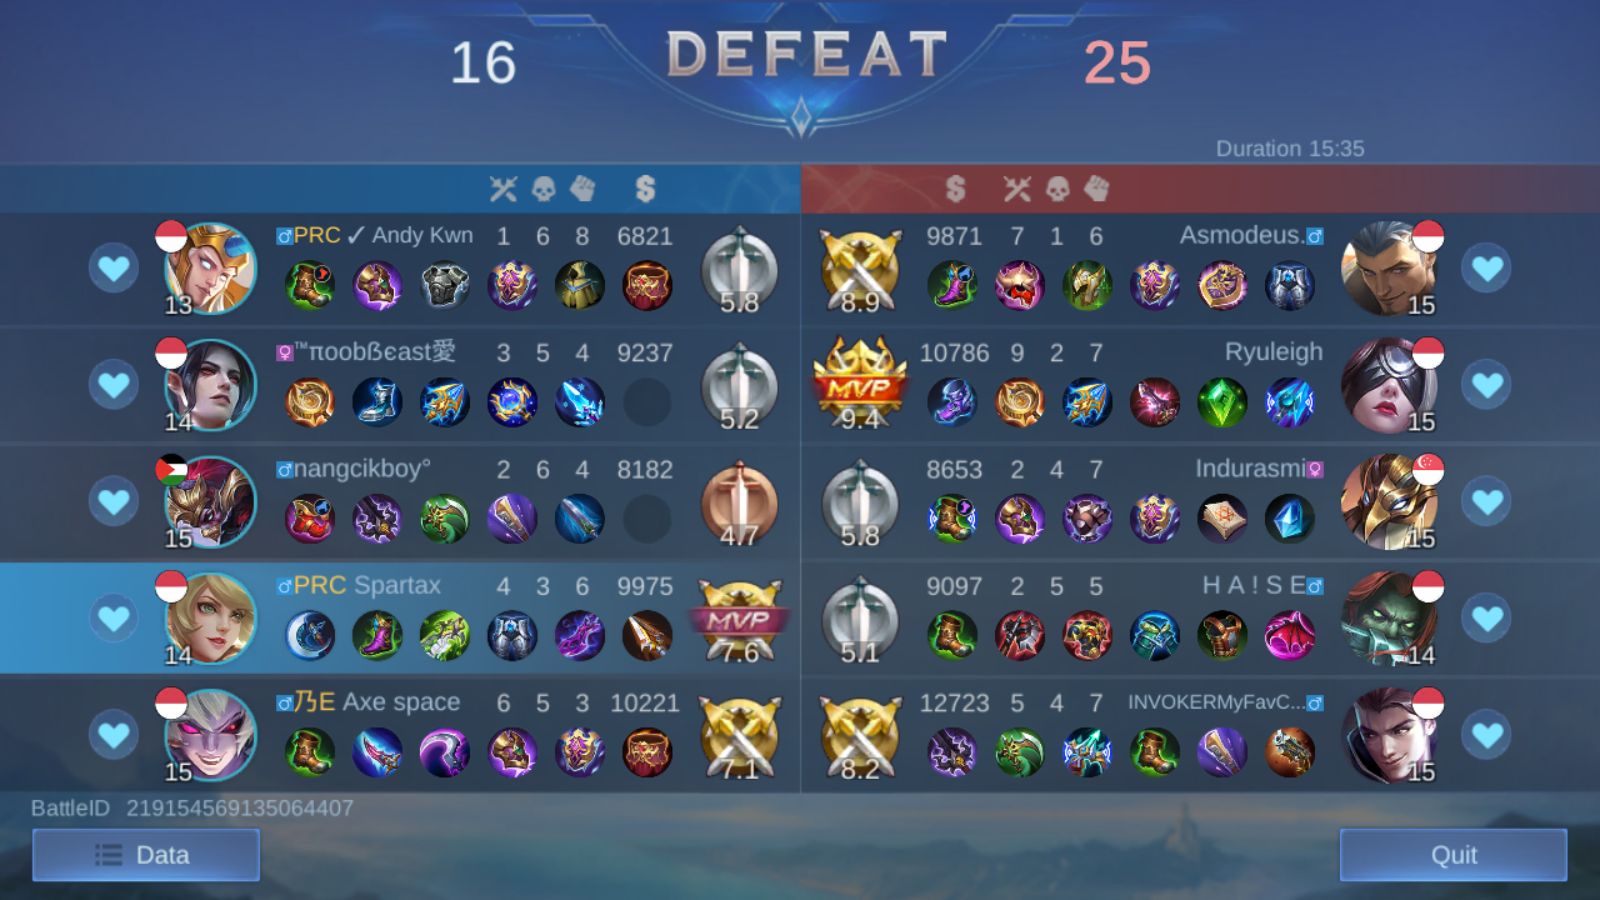 16 DEFEAT 25
Duration 15:35
PRC ✓ Andy Kwn 1 6 8 6821
13 5.8
8.9 9871 7 1 6 Asmodeus.
15
™πoobßєast愛 3 5 4 9237
14 5.2
MVP 9.4 10786 9 2 7 Ryuleigh
15
nangcikboy° 2 6 4 8182
15 4.7
5.8 8653 2 4 7 Indurasmi
15
PRC Spartax 4 3 6 9975
14 MVP 7.6
5.1 9097 2 5 5 H A ! S E
14
乃E Axe space 6 5 3 10221
15 7.1
8.2 12723 5 4 7 INVOKERMyFavC...
15
BattleID 219154569135064407
Data
Quit